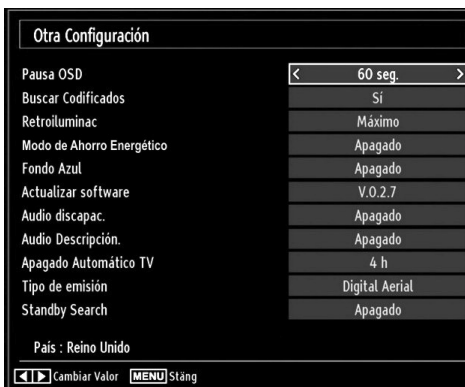 Otra Configuración
Pausa OSD < 60 seg. >
Buscar Codificados Sí
Retroiluminac Máximo
Modo de Ahorro Energético Apagado
Fondo Azul Apagado
Actualizar software V.0.2.7
Audio discapac. Apagado
Audio Descripción. Apagado
Apagado Automático TV 4 h
Tipo de emisión Digital Aerial
Standby Search Apagado
País : Reino Unido
Cambiar Valor MENU Stäng